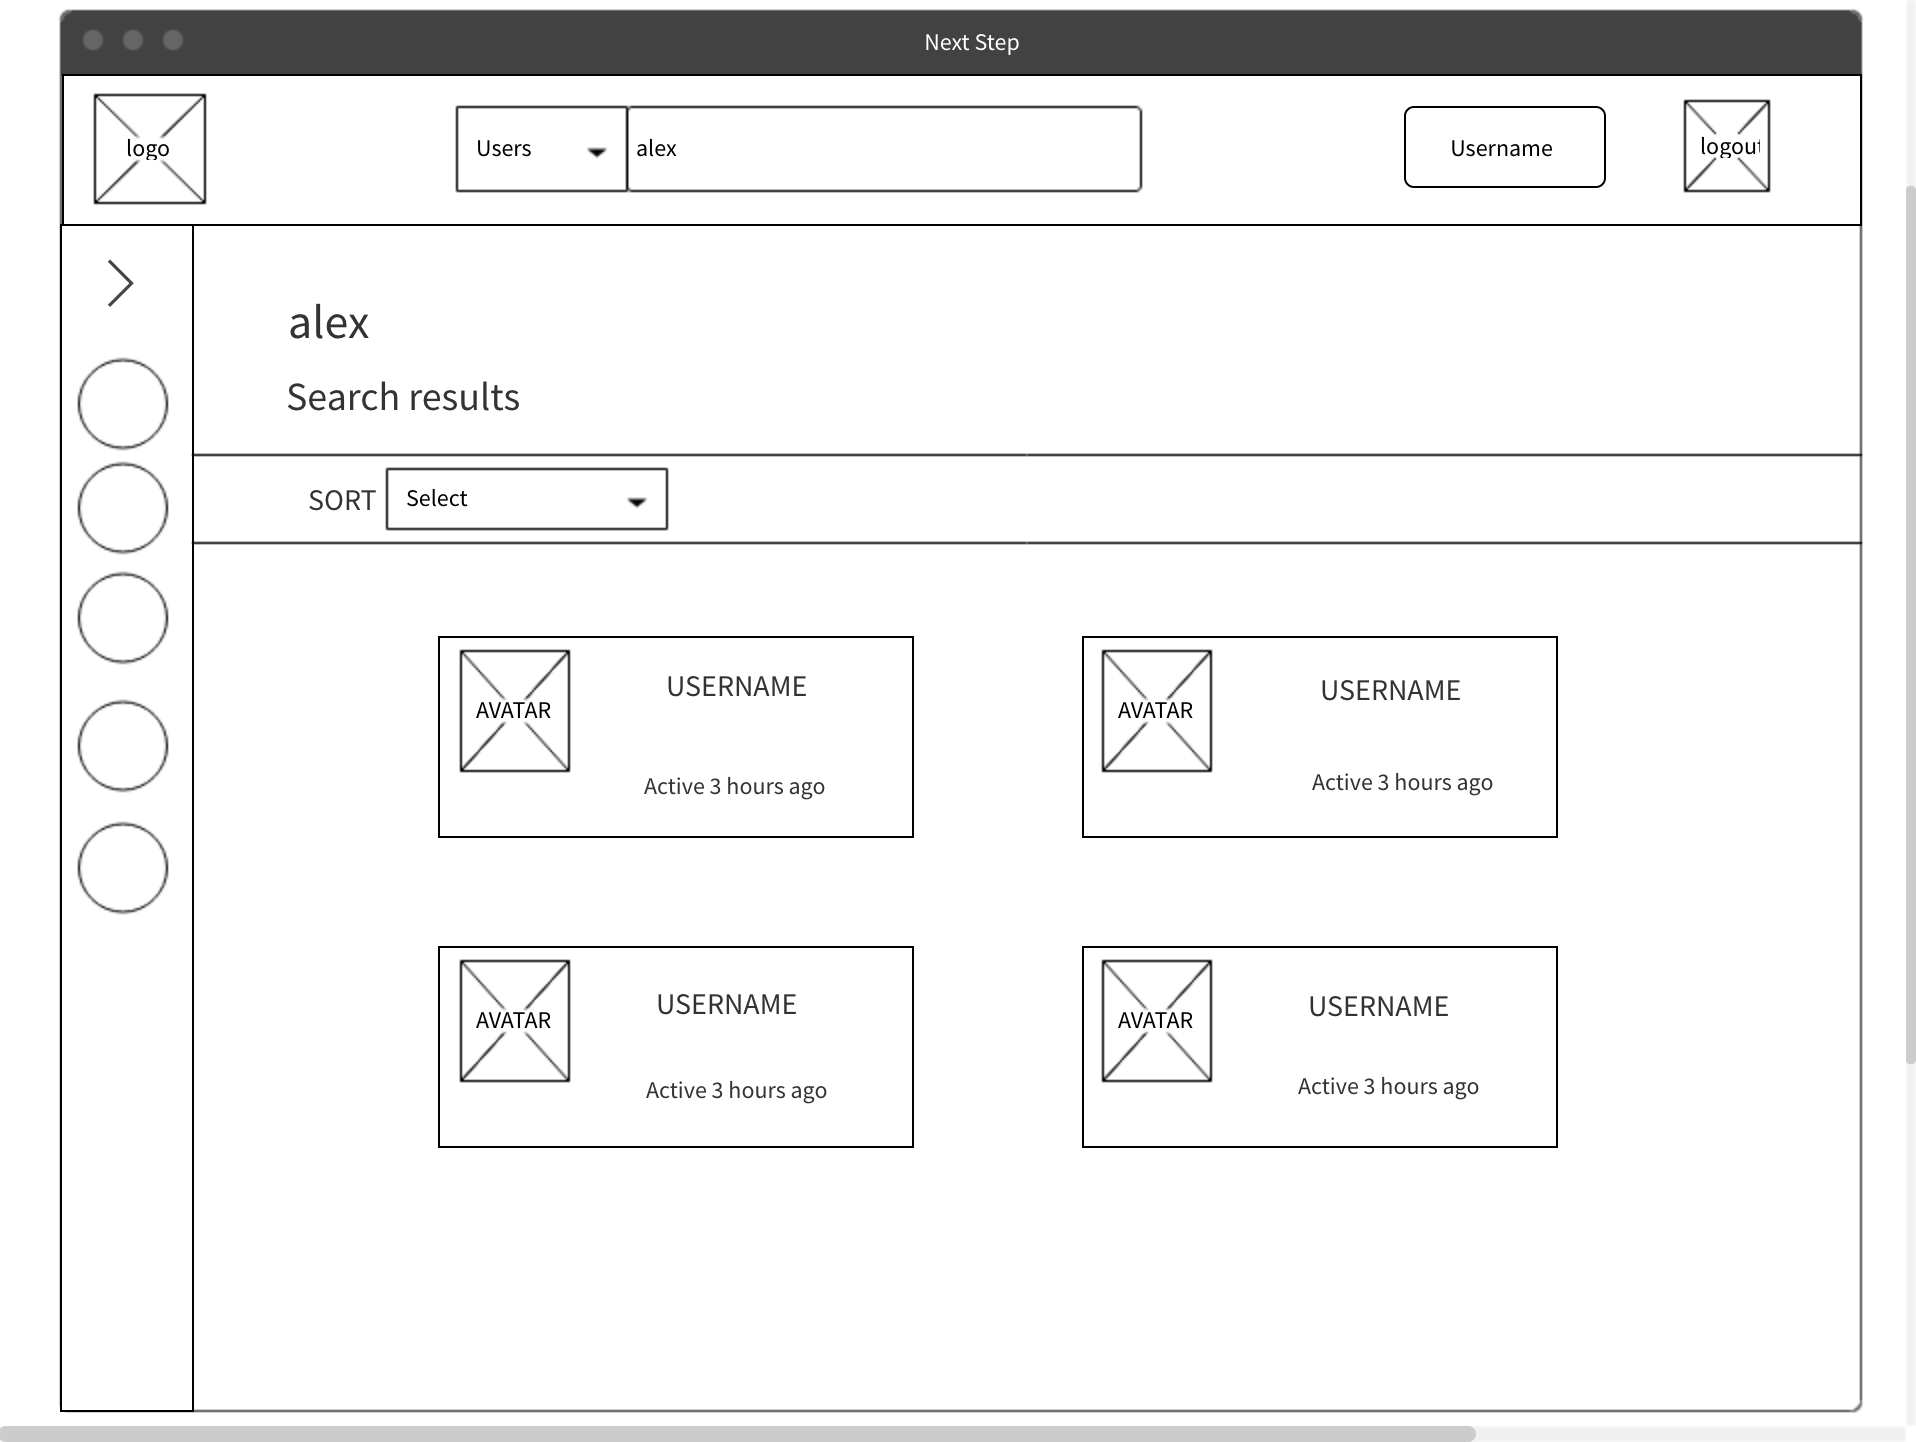 Next Step
logo
Users
alex
Username
logout
alex
Search results
SORT
Select
AVATAR
USERNAME
Active 3 hours ago
AVATAR
USERNAME
Active 3 hours ago
AVATAR
USERNAME
Active 3 hours ago
AVATAR
USERNAME
Active 3 hours ago